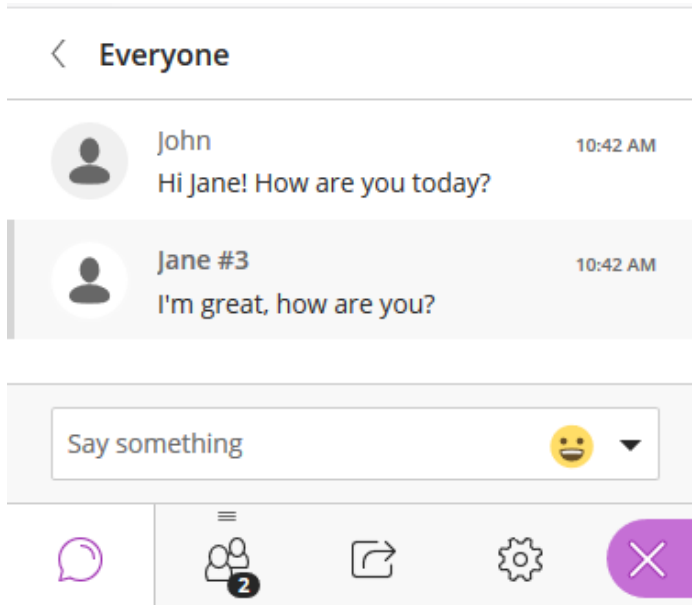 Everyone
John 10:42 AM
Hi Jane! How are you today?
Jane #3 10:42 AM
I'm great, how are you?
Say something
2